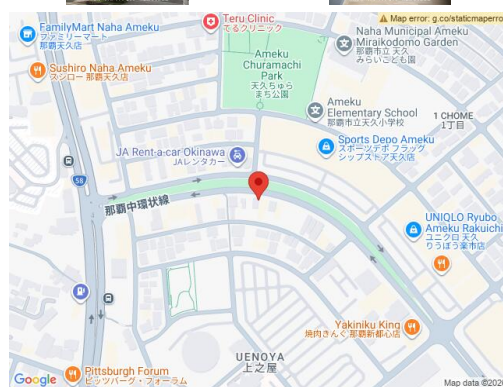 Map error: g.co/staticmaperr
Teru Clinic
てるクリニック
FamilyMart Naha Ameku
ファミリーマート
那覇天久店
Naha Municipal Ameku
Miraikodomo Garden
那覇市立 天久
みらいこども園
Sushiro Naha Ameku
スシロー 那覇天久店
Ameku
Churamachi
Park
天久ちゅら
まち公園
Ameku
Elementary School
那覇市立天久小学校
1 CHOME
1丁目
Sports Depo Ameku
スポーツデポ フラッグ
シップストア天久店
JA Rent-a-car Okinawa
JAレンタカー
58
那覇中環状線
UNIQLO Ryubo
Ameku Rakuichi
ユニクロ 天久
りうぼう楽市店
Yakiniku King
焼肉きんぐ 那覇新都心店
UENOYA
上之屋
Pittsburgh Forum
ピッツバーグ・フォーラム
Google
Map data ©202